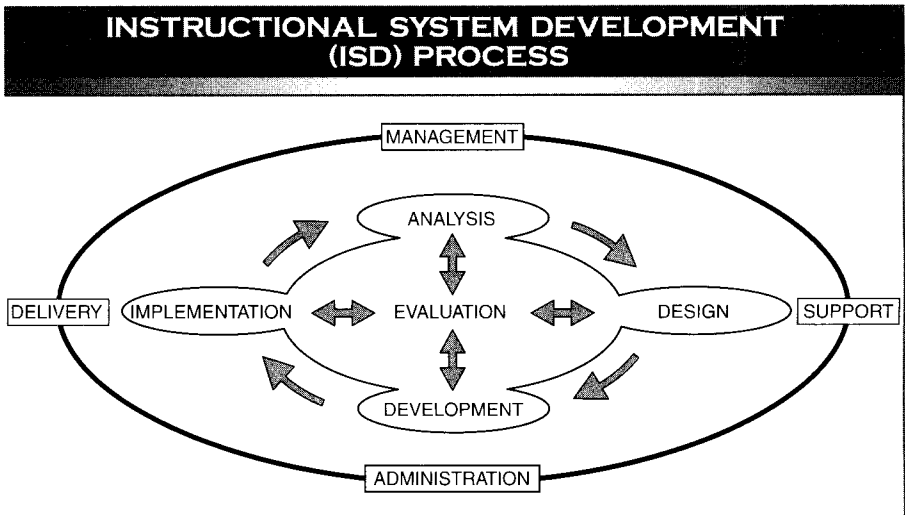 INSTRUCTIONAL SYSTEM DEVELOPMENT
(ISD) PROCESS
MANAGEMENT
ANALYSIS
DELIVERY
IMPLEMENTATION
EVALUATION
DESIGN
SUPPORT
DEVELOPMENT
ADMINISTRATION